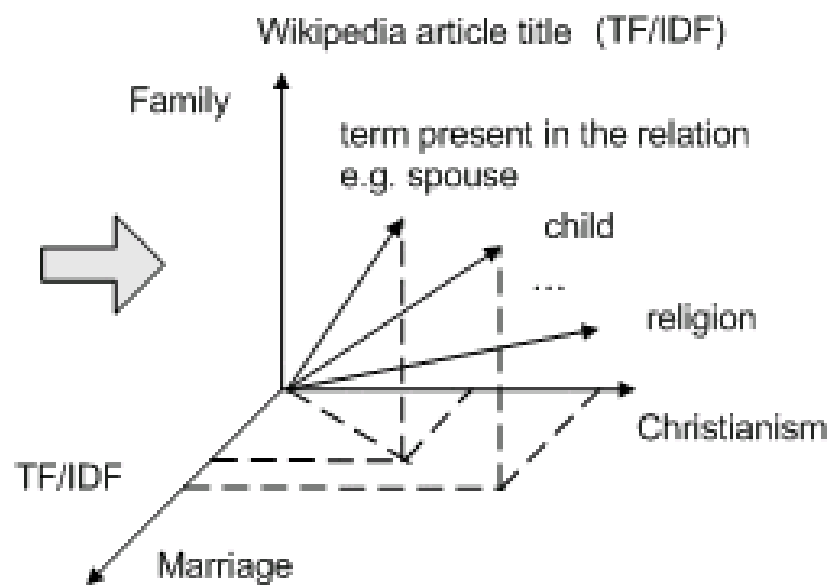 Wikipedia article title (TF/IDF)
Family
term present in the relation
e.g. spouse
child
...
religion
Christianism
TF/IDF
Marriage